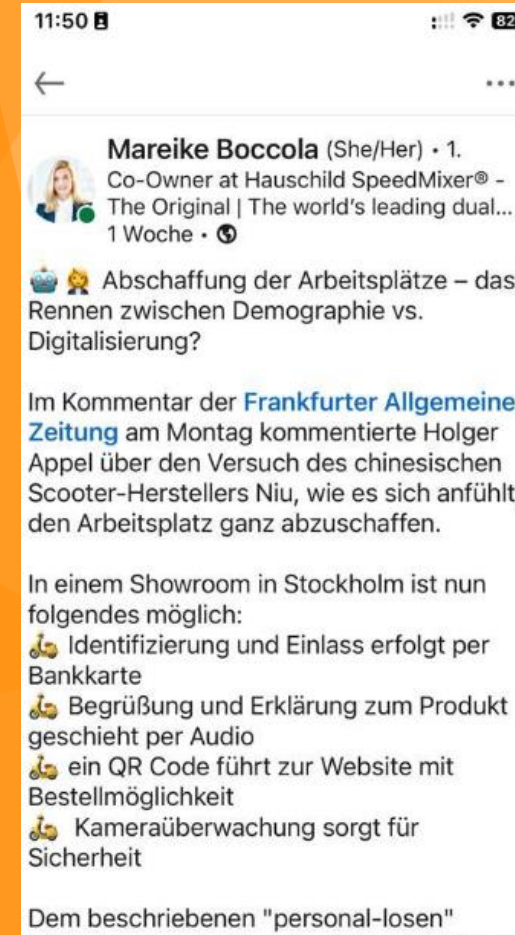 11:50
82
Mareike Boccola (She/Her) • 1.
Co-Owner at Hauschild SpeedMixer® -
The Original | The world's leading dual...
1 Woche •
🤖 👩‍💼 Abschaffung der Arbeitsplätze – das
Rennen zwischen Demographie vs.
Digitalisierung?
Im Kommentar der Frankfurter Allgemeine
Zeitung am Montag kommentierte Holger
Appel über den Versuch des chinesischen
Scooter-Herstellers Niu, wie es sich anfühlt
den Arbeitsplatz ganz abzuschaffen.
In einem Showroom in Stockholm ist nun
folgendes möglich:
🛵 Identifizierung und Einlass erfolgt per
Bankkarte
🛵 Begrüßung und Erklärung zum Produkt
geschieht per Audio
🛵 ein QR Code führt zur Website mit
Bestellmöglichkeit
🛵 Kameraüberwachung sorgt für
Sicherheit
Dem beschriebenen "personal-losen"